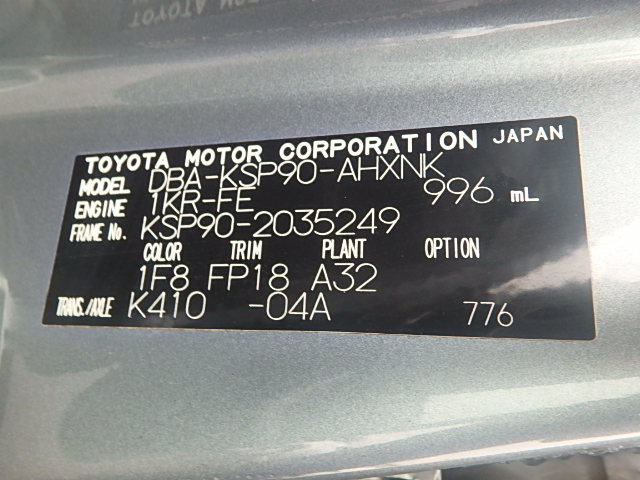 TOYOTA MOTOR CORPORATION JAPAN
MODEL DBA-KSP90-AHXNK
ENGINE 1KR-FE 996 mL
FRAME No. KSP90-2035249
COLOR TRIM PLANT OPTION
1F8 FP18 A32
TRANS./AXLE K410 -04A 776